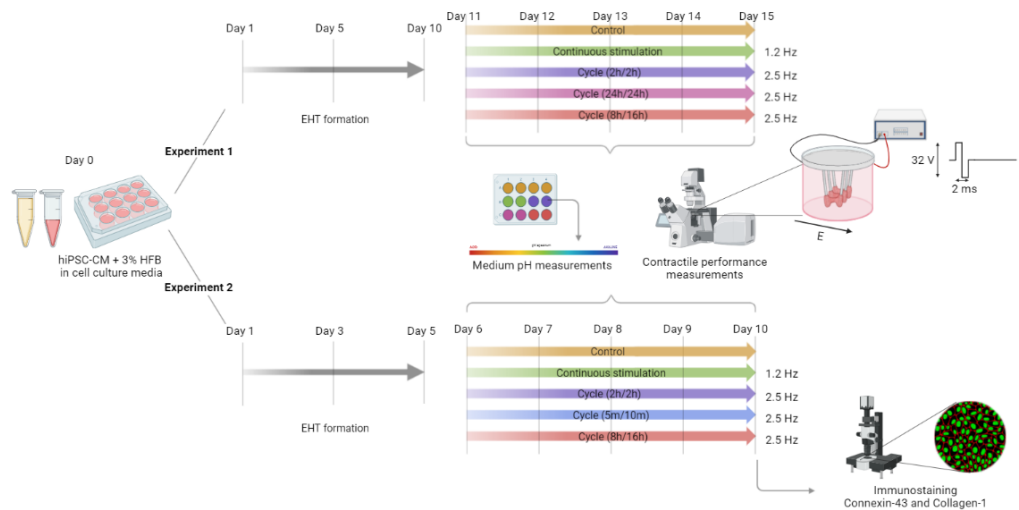 Day 1
Day 5
Day 10
Day 11
Day 12
Day 13
Day 14
Day 15
Control
Continuous stimulation
1.2 Hz
Cycle (2h/2h)
2.5 Hz
Cycle (24h/24h)
2.5 Hz
Cycle (8h/16h)
2.5 Hz
EHT formation
Experiment 1
Day 0
hiPSC-CM + 3% HFB
in cell culture media
Experiment 2
Medium pH measurements
Contractile performance
measurements
E
32 V
2 ms
Day 1
Day 3
Day 5
Day 6
Day 7
Day 8
Day 9
Day 10
Control
Continuous stimulation
1.2 Hz
Cycle (2h/2h)
2.5 Hz
Cycle (5m/10m)
2.5 Hz
Cycle (8h/16h)
2.5 Hz
EHT formation
Immunostaining
Connexin-43 and Collagen-1